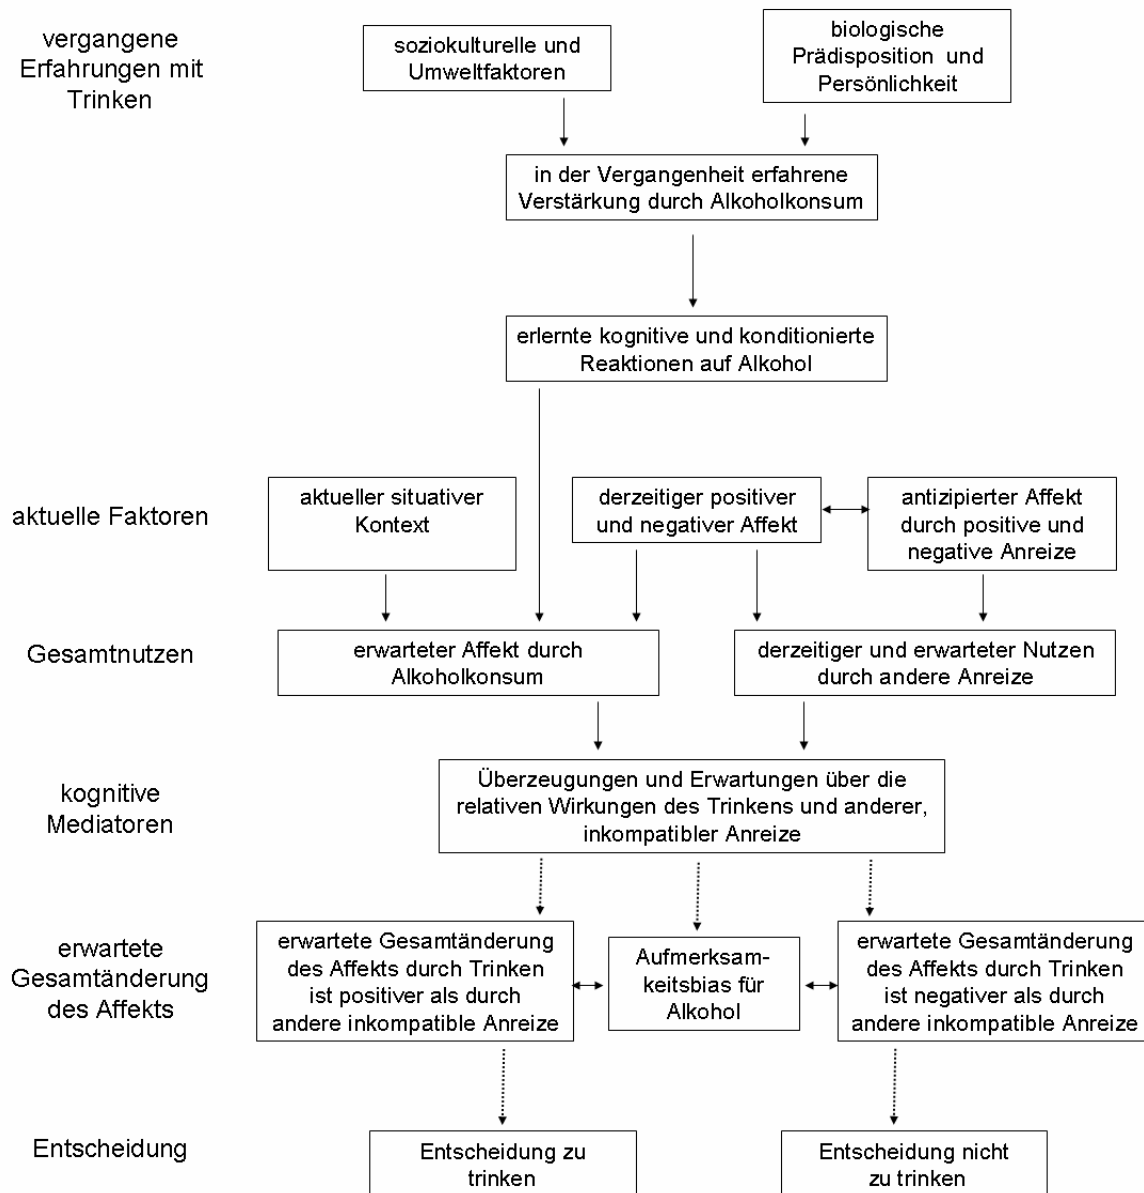 vergangene
Erfahrungen mit
Trinken
soziokulturelle und
Umweltfaktoren
biologische
Prädisposition und
Persönlichkeit
in der Vergangenheit erfahrene
Verstärkung durch Alkoholkonsum
erlernte kognitive und konditionierte
Reaktionen auf Alkohol
aktuelle Faktoren
aktueller situativer
Kontext
derzeitiger positiver
und negativer Affekt
antizipierter Affekt
durch positive und
negative Anreize
Gesamtnutzen
erwarteter Affekt durch
Alkoholkonsum
derzeitiger und erwarteter Nutzen
durch andere Anreize
kognitive
Mediatoren
Überzeugungen und Erwartungen über die
relativen Wirkungen des Trinkens und anderer,
inkompatibler Anreize
erwartete
Gesamtänderung
des Affekts
erwartete Gesamtänderung
des Affekts durch Trinken
ist positiver als durch
andere inkompatible Anreize
Aufmerksam-
keitsbias für
Alkohol
erwartete Gesamtänderung
des Affekts durch Trinken
ist negativer als durch
andere inkompatible Anreize
Entscheidung
Entscheidung zu
trinken
Entscheidung nicht
zu trinken